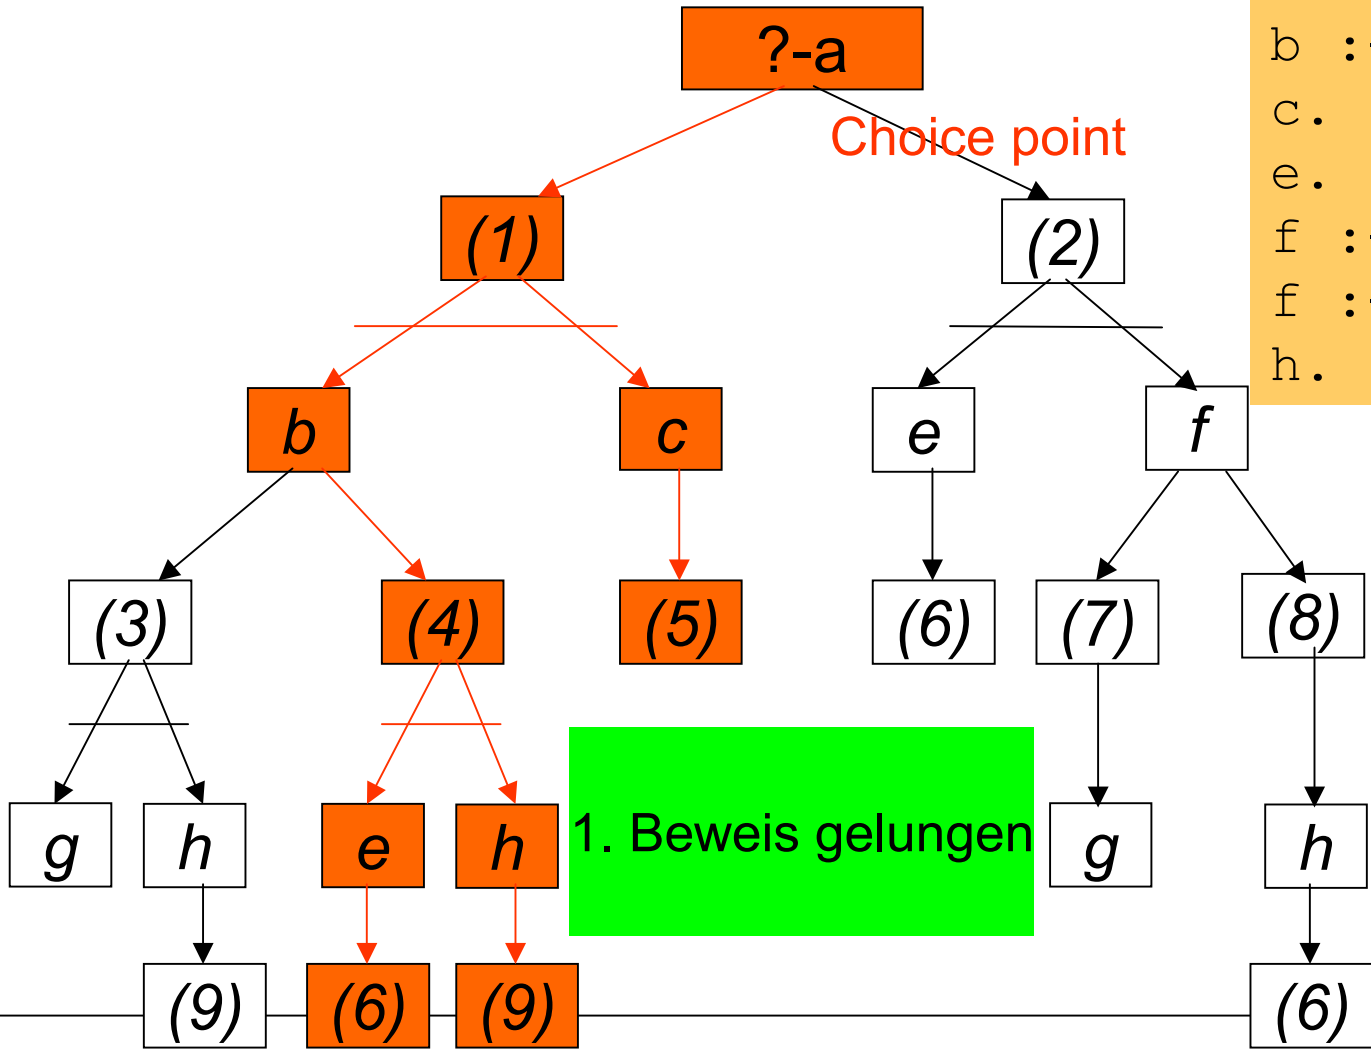 ?-a
Choice point
b :-
c.
e.
f :-
f :-
h.
(1)
(2)
b
c
e
f
(3)
(4)
(5)
(6)
(7)
(8)
g
h
e
h
1. Beweis gelungen
g
h
(9)
(6)
(9)
(6)